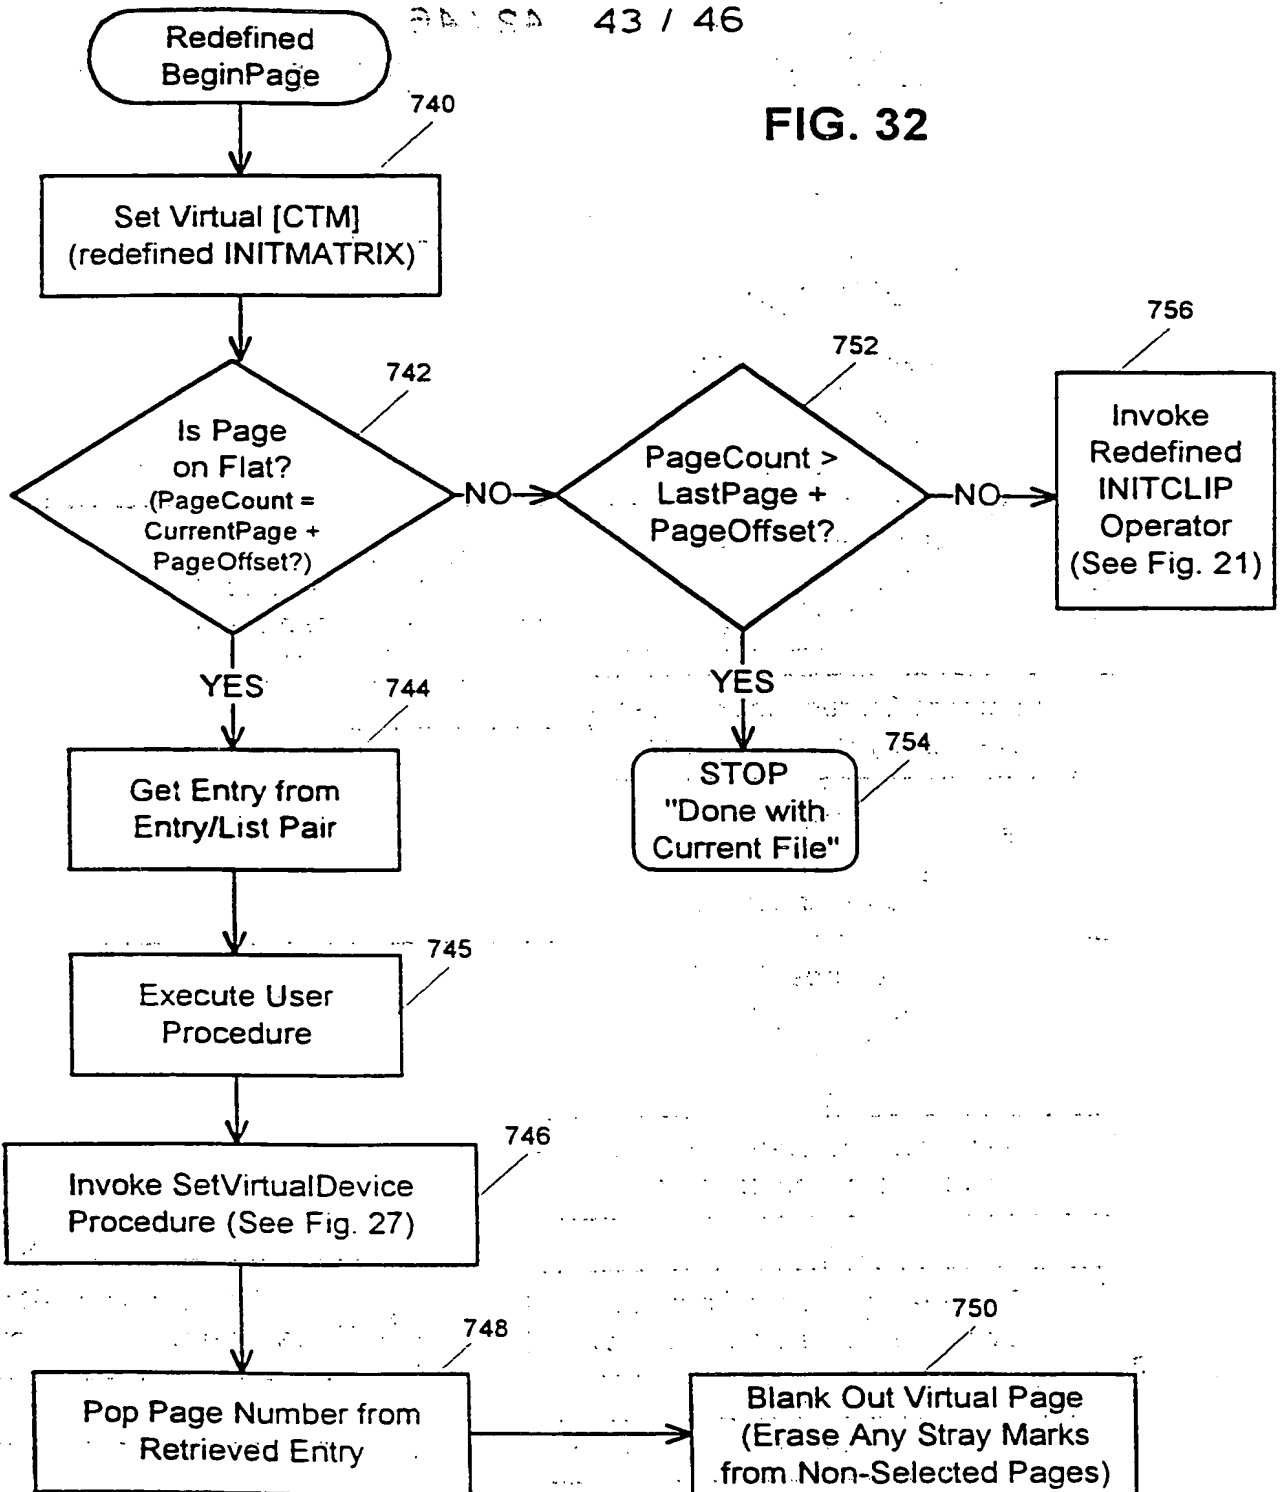 43 / 46
FIG. 32
Redefined
BeginPage
740
Set Virtual [CTM]
(redefined INITMATRIX)
742
Is Page
on Flat?
(PageCount =
CurrentPage +
PageOffset?)
NO
752
PageCount >
LastPage +
PageOffset?
NO
756
Invoke
Redefined
INITCLIP
Operator
(See Fig. 21)
YES
744
Get Entry from
Entry/List Pair
YES
754
STOP
"Done with
Current File"
745
Execute User
Procedure
746
Invoke SetVirtualDevice
Procedure (See Fig. 27)
748
Pop Page Number from
Retrieved Entry
750
Blank Out Virtual Page
(Erase Any Stray Marks
from Non-Selected Pages)